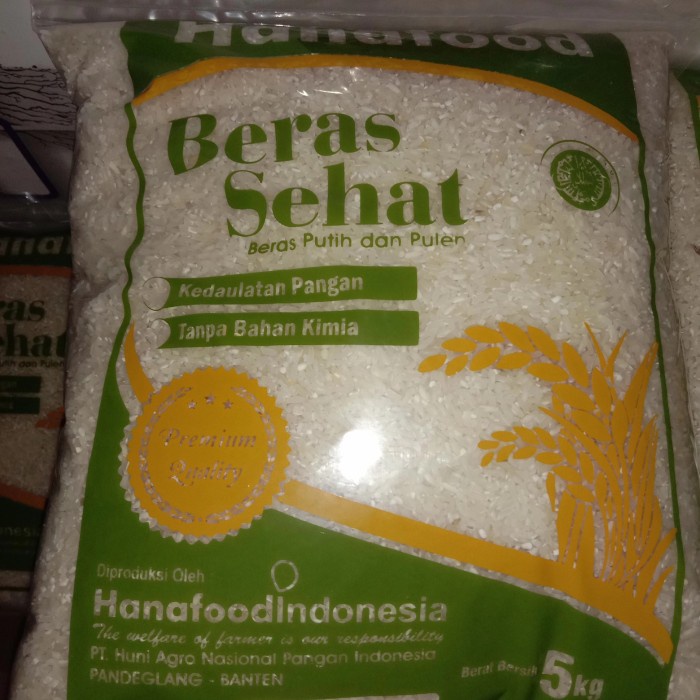 Hanafood
Beras
Sehat
Beras Putih dan Pulen
Kedaulatan Pangan
Tanpa Bahan Kimia
Premium
Quality
Diproduksi Oleh
HanafoodIndonesia
The welfare of farmer is our responsibility
PT. Huni Agro Nasional Pangan Indonesia
PANDEGLANG - BANTEN
Berat Bersih 5kg